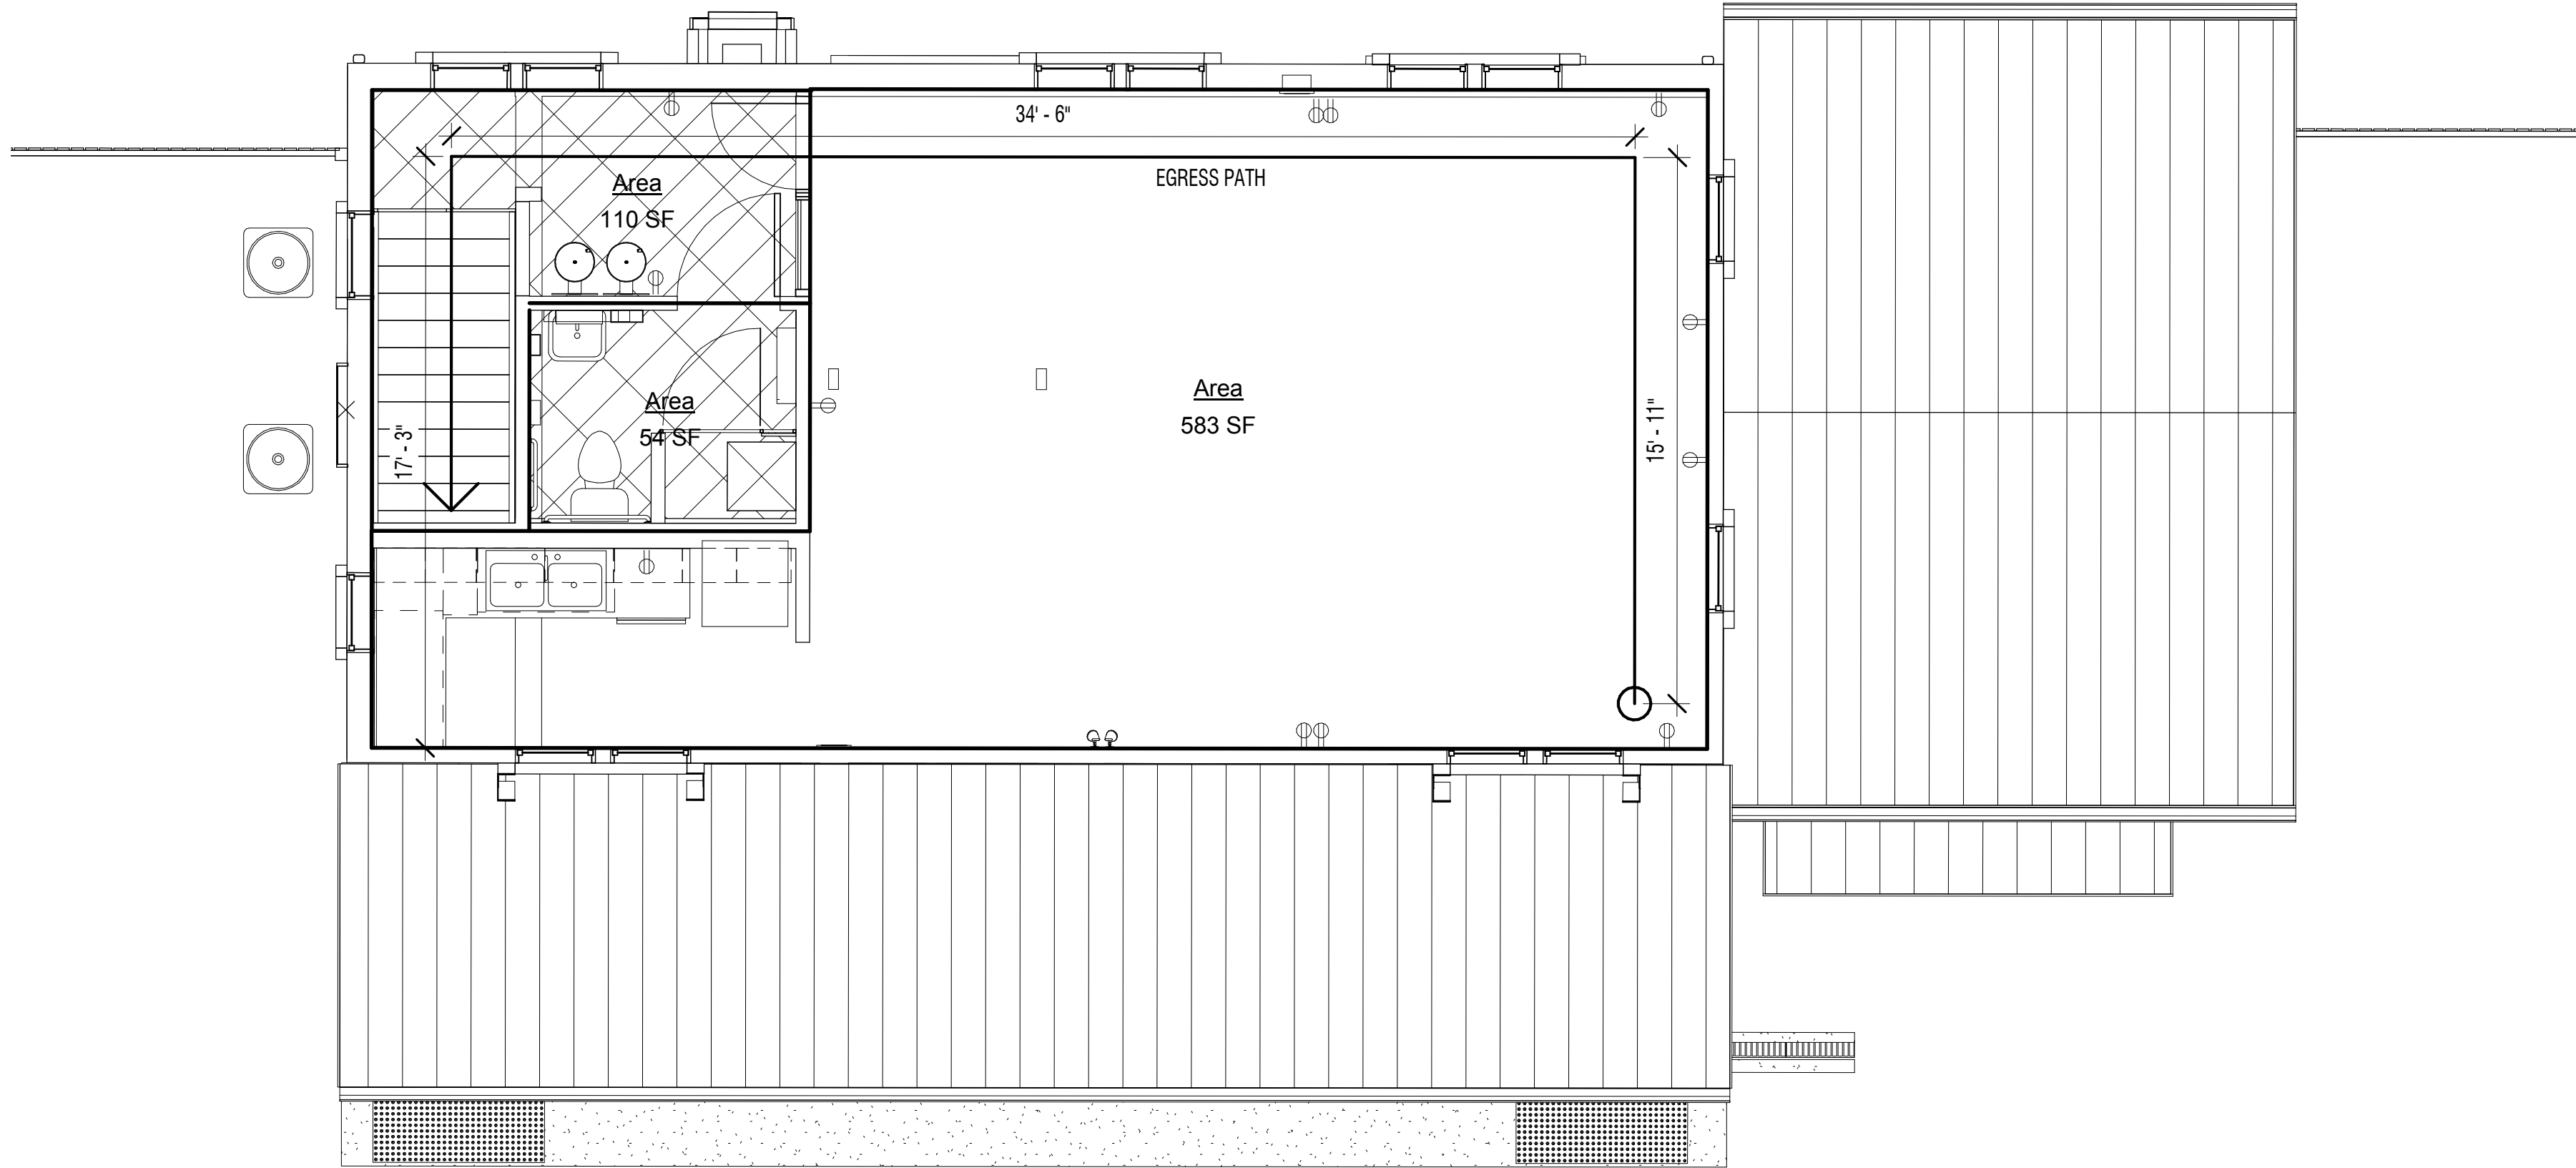 34' - 6"
EGRESS PATH
Area
110 SF
Area
583 SF
Area
54 SF
17' - 3"
15' - 11"